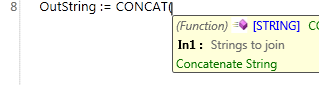 8 OutString := CONCAT(
(Function) [STRING] CO
In1 : Strings to join
Concatenate String